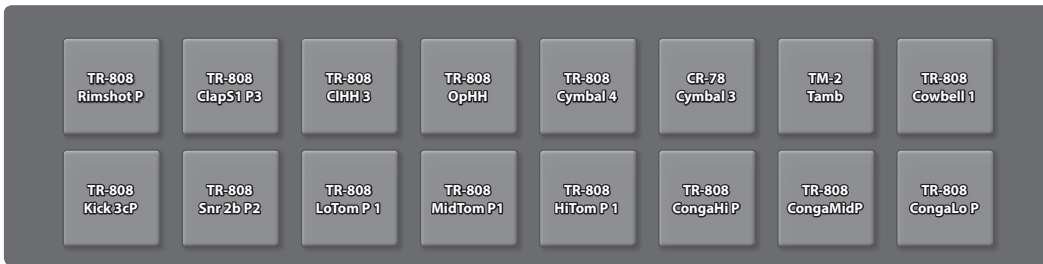 TR-808
Rimshot P
TR-808
ClapS1 P3
TR-808
ClHH 3
TR-808
OpHH
TR-808
Cymbal 4
CR-78
Cymbal 3
TM-2
Tamb
TR-808
Cowbell 1
TR-808
Kick 3cP
TR-808
Snr 2b P2
TR-808
LoTom P 1
TR-808
MidTom P1
TR-808
HiTom P 1
TR-808
CongaHi P
TR-808
CongaMidP
TR-808
CongaLo P